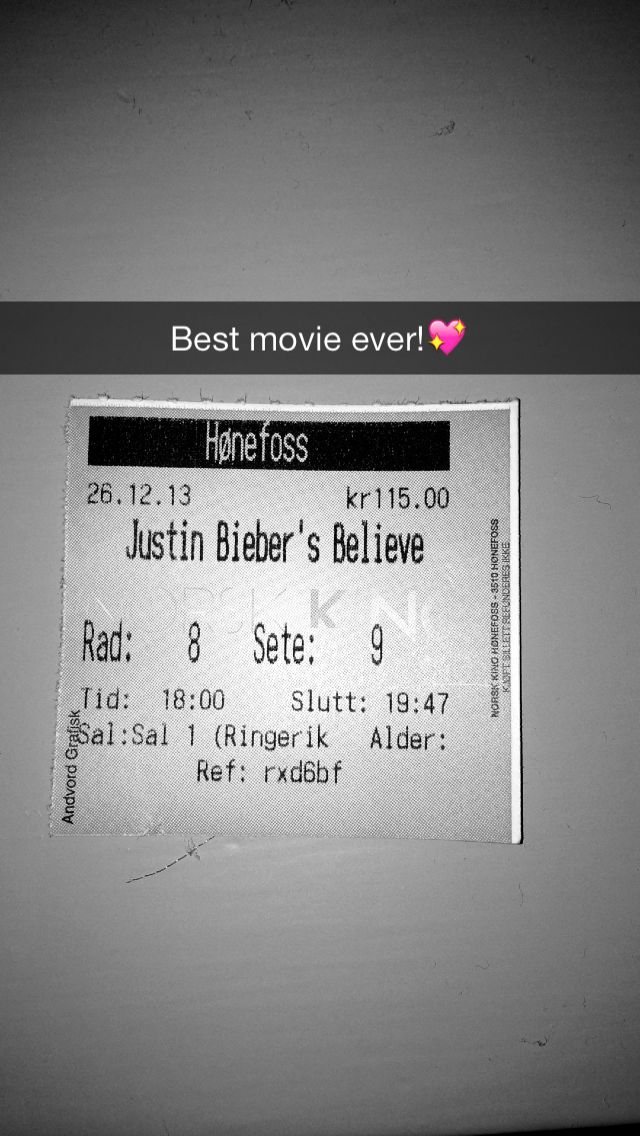 Best movie ever!💖
Hønefoss
26.12.13 kr115.00
Justin Bieber's Believe
NORSK KINO
Rad: 8 Sete: 9
Tid: 18:00 Slutt: 19:47
Sal:Sal 1 (Ringerik Alder:
Ref: rxd6bf
Andvord Grafisk
NORSK KINO HØNEFOSS - 3510 HØNEFOSS
KJØPT BILLETT REFUNDERES IKKE